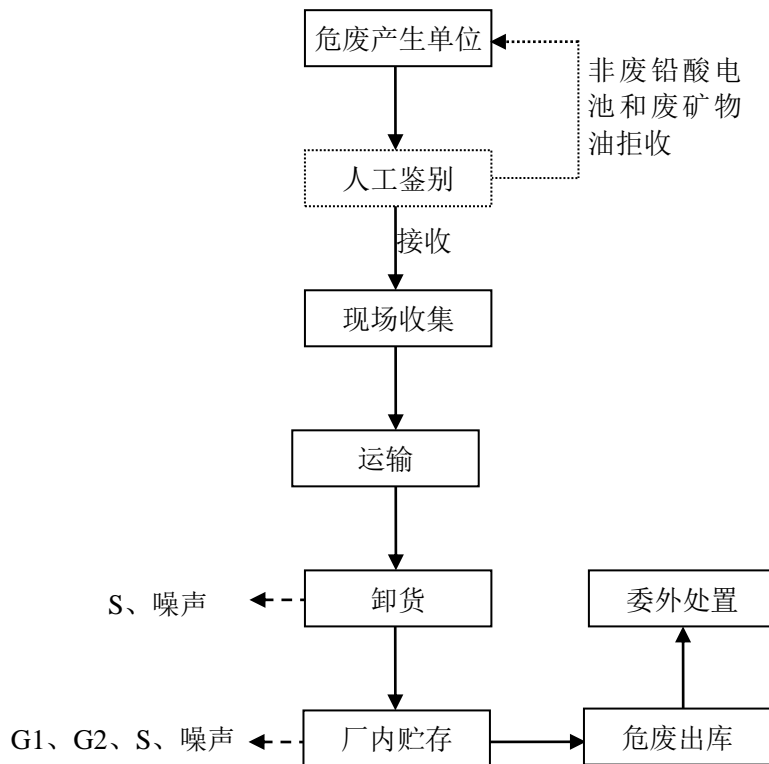 危废产生单位
非废铅酸电
池和废矿物
油拒收
人工鉴别
接收
现场收集
运输
S、噪声
卸货
委外处置
G1、G2、S、噪声
厂内贮存
危废出库